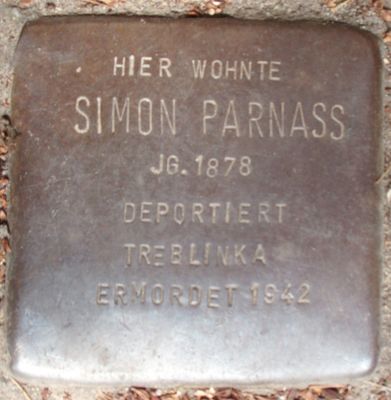 HIER WOHNTE
SIMON PARNASS
JG. 1878
DEPORTIERT
TREBLINKA
ERMORDET 1942